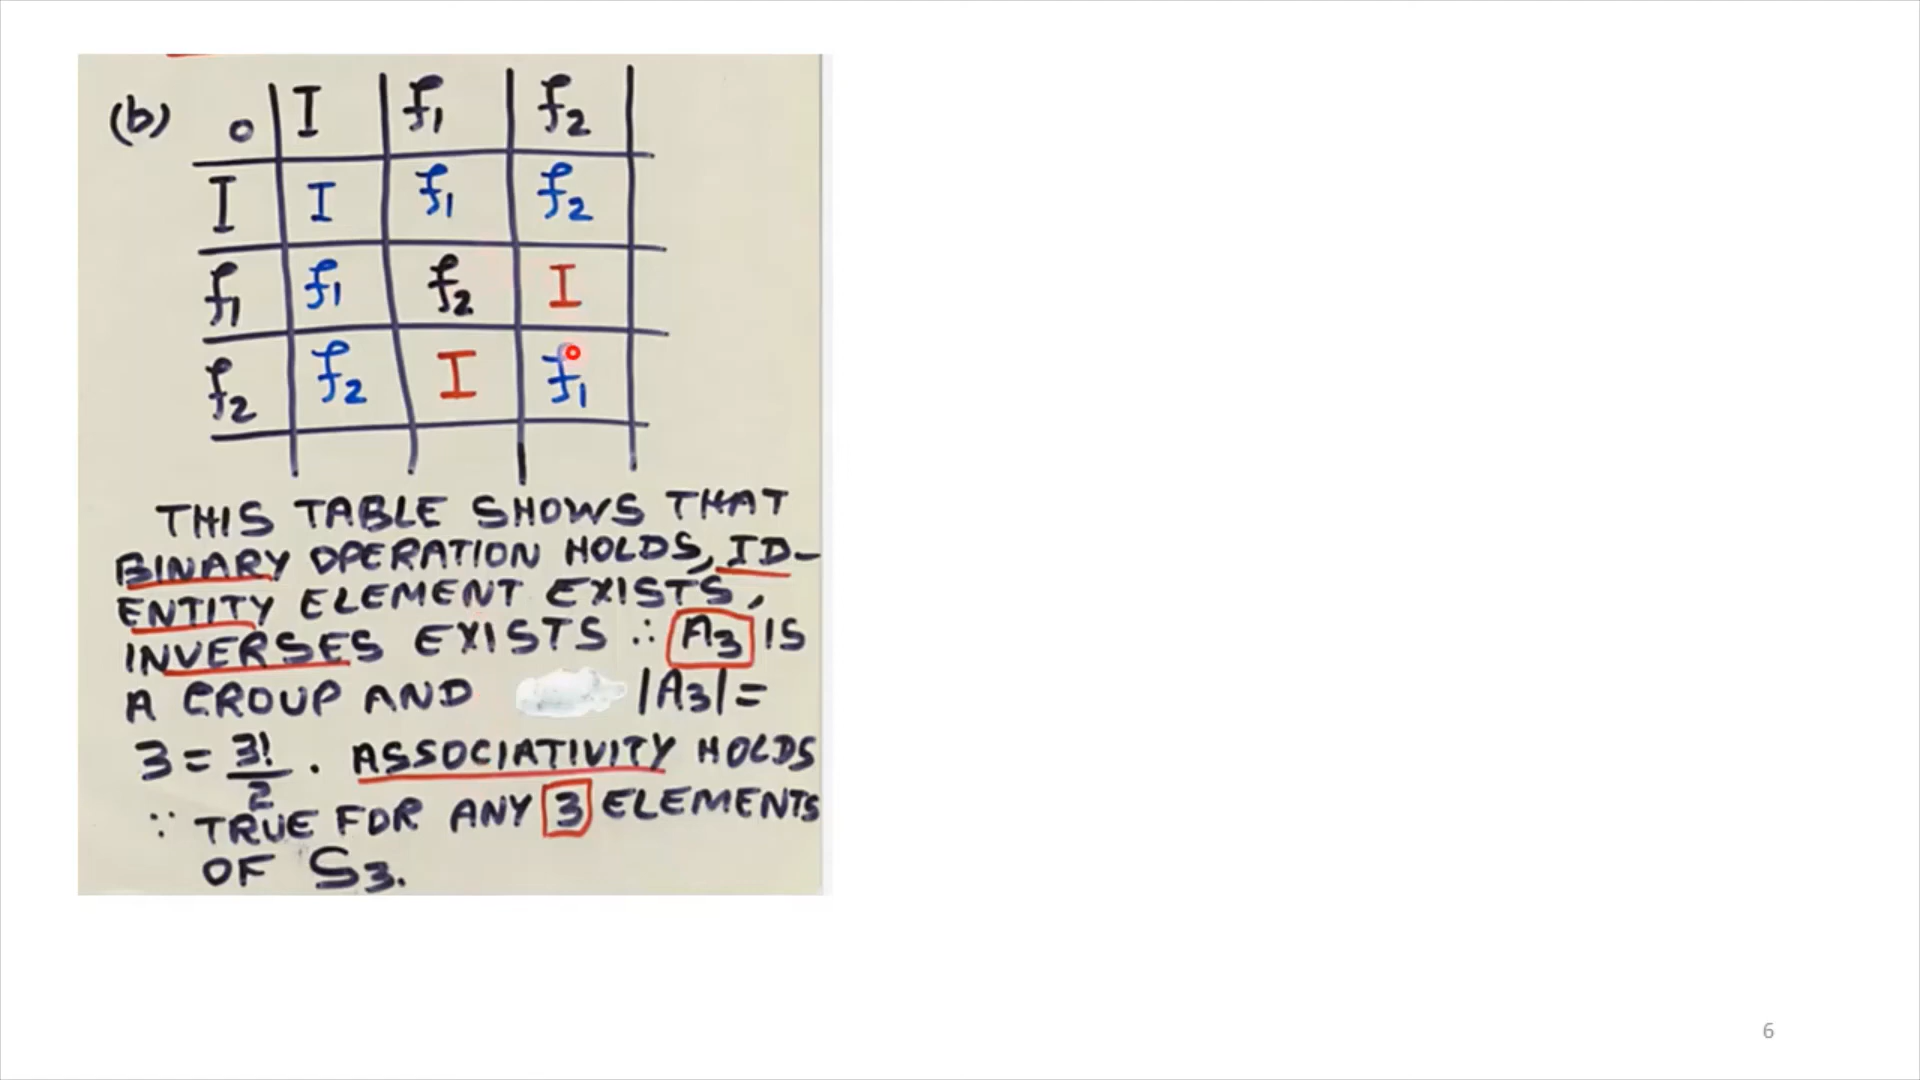 (b) o I f1 f2
I I f1 f2
f1 f1 f2 I
f2 f2 I f1
THIS TABLE SHOWS THAT
BINARY OPERATION HOLDS, ID-
ENTITY ELEMENT EXISTS,
INVERSES EXISTS ∴ A3 IS
A GROUP AND |A3| =
3 = 3!/2 . ASSOCIATIVITY HOLDS
∵ TRUE FOR ANY 3 ELEMENTS
OF S3.
6